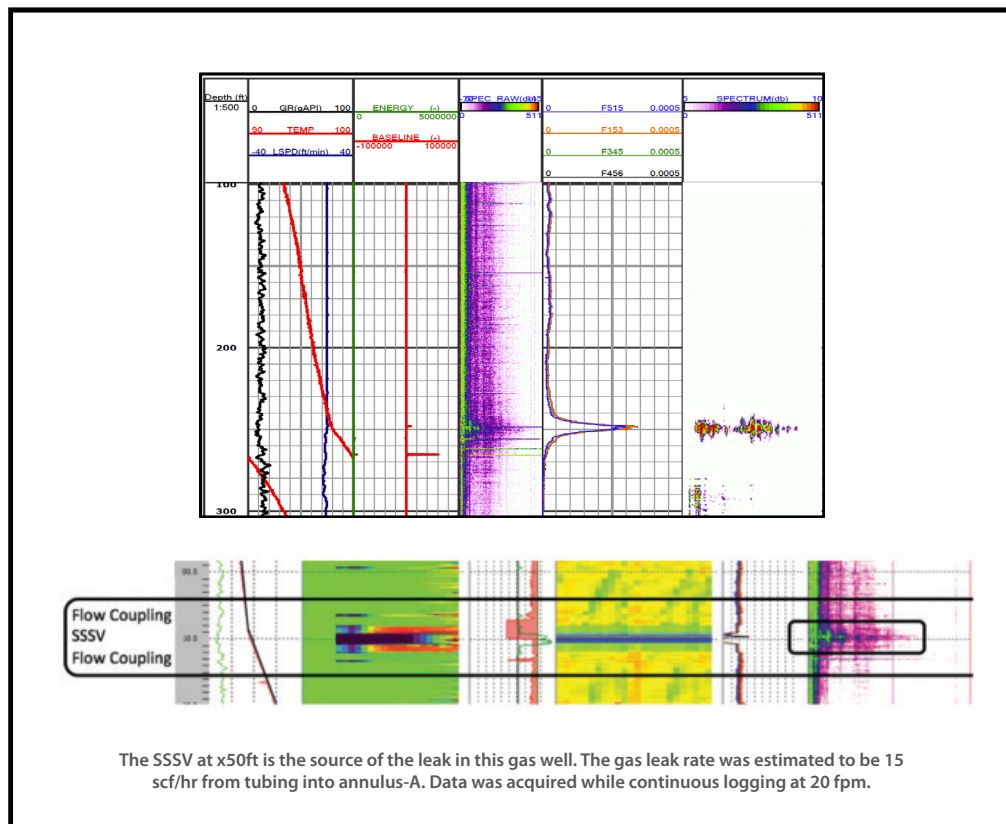 Depth (ft)
1:500
0 GR(gAPI) 100
90 TEMP 100
-40 LSPD(ft/min) 40
ENERGY (-)
0 5000000
BASELINE (-)
-100000 100000
SPEC_RAW(db)
0 511
0 F515 0.0005
0 F153 0.0005
0 F345 0.0005
0 F456 0.0005
5 SPECTRUM(db) 10
0 511
100
200
300
Flow Coupling
SSSV
Flow Coupling
The SSSV at x50ft is the source of the leak in this gas well. The gas leak rate was estimated to be 15
scf/hr from tubing into annulus-A. Data was acquired while continuous logging at 20 fpm.